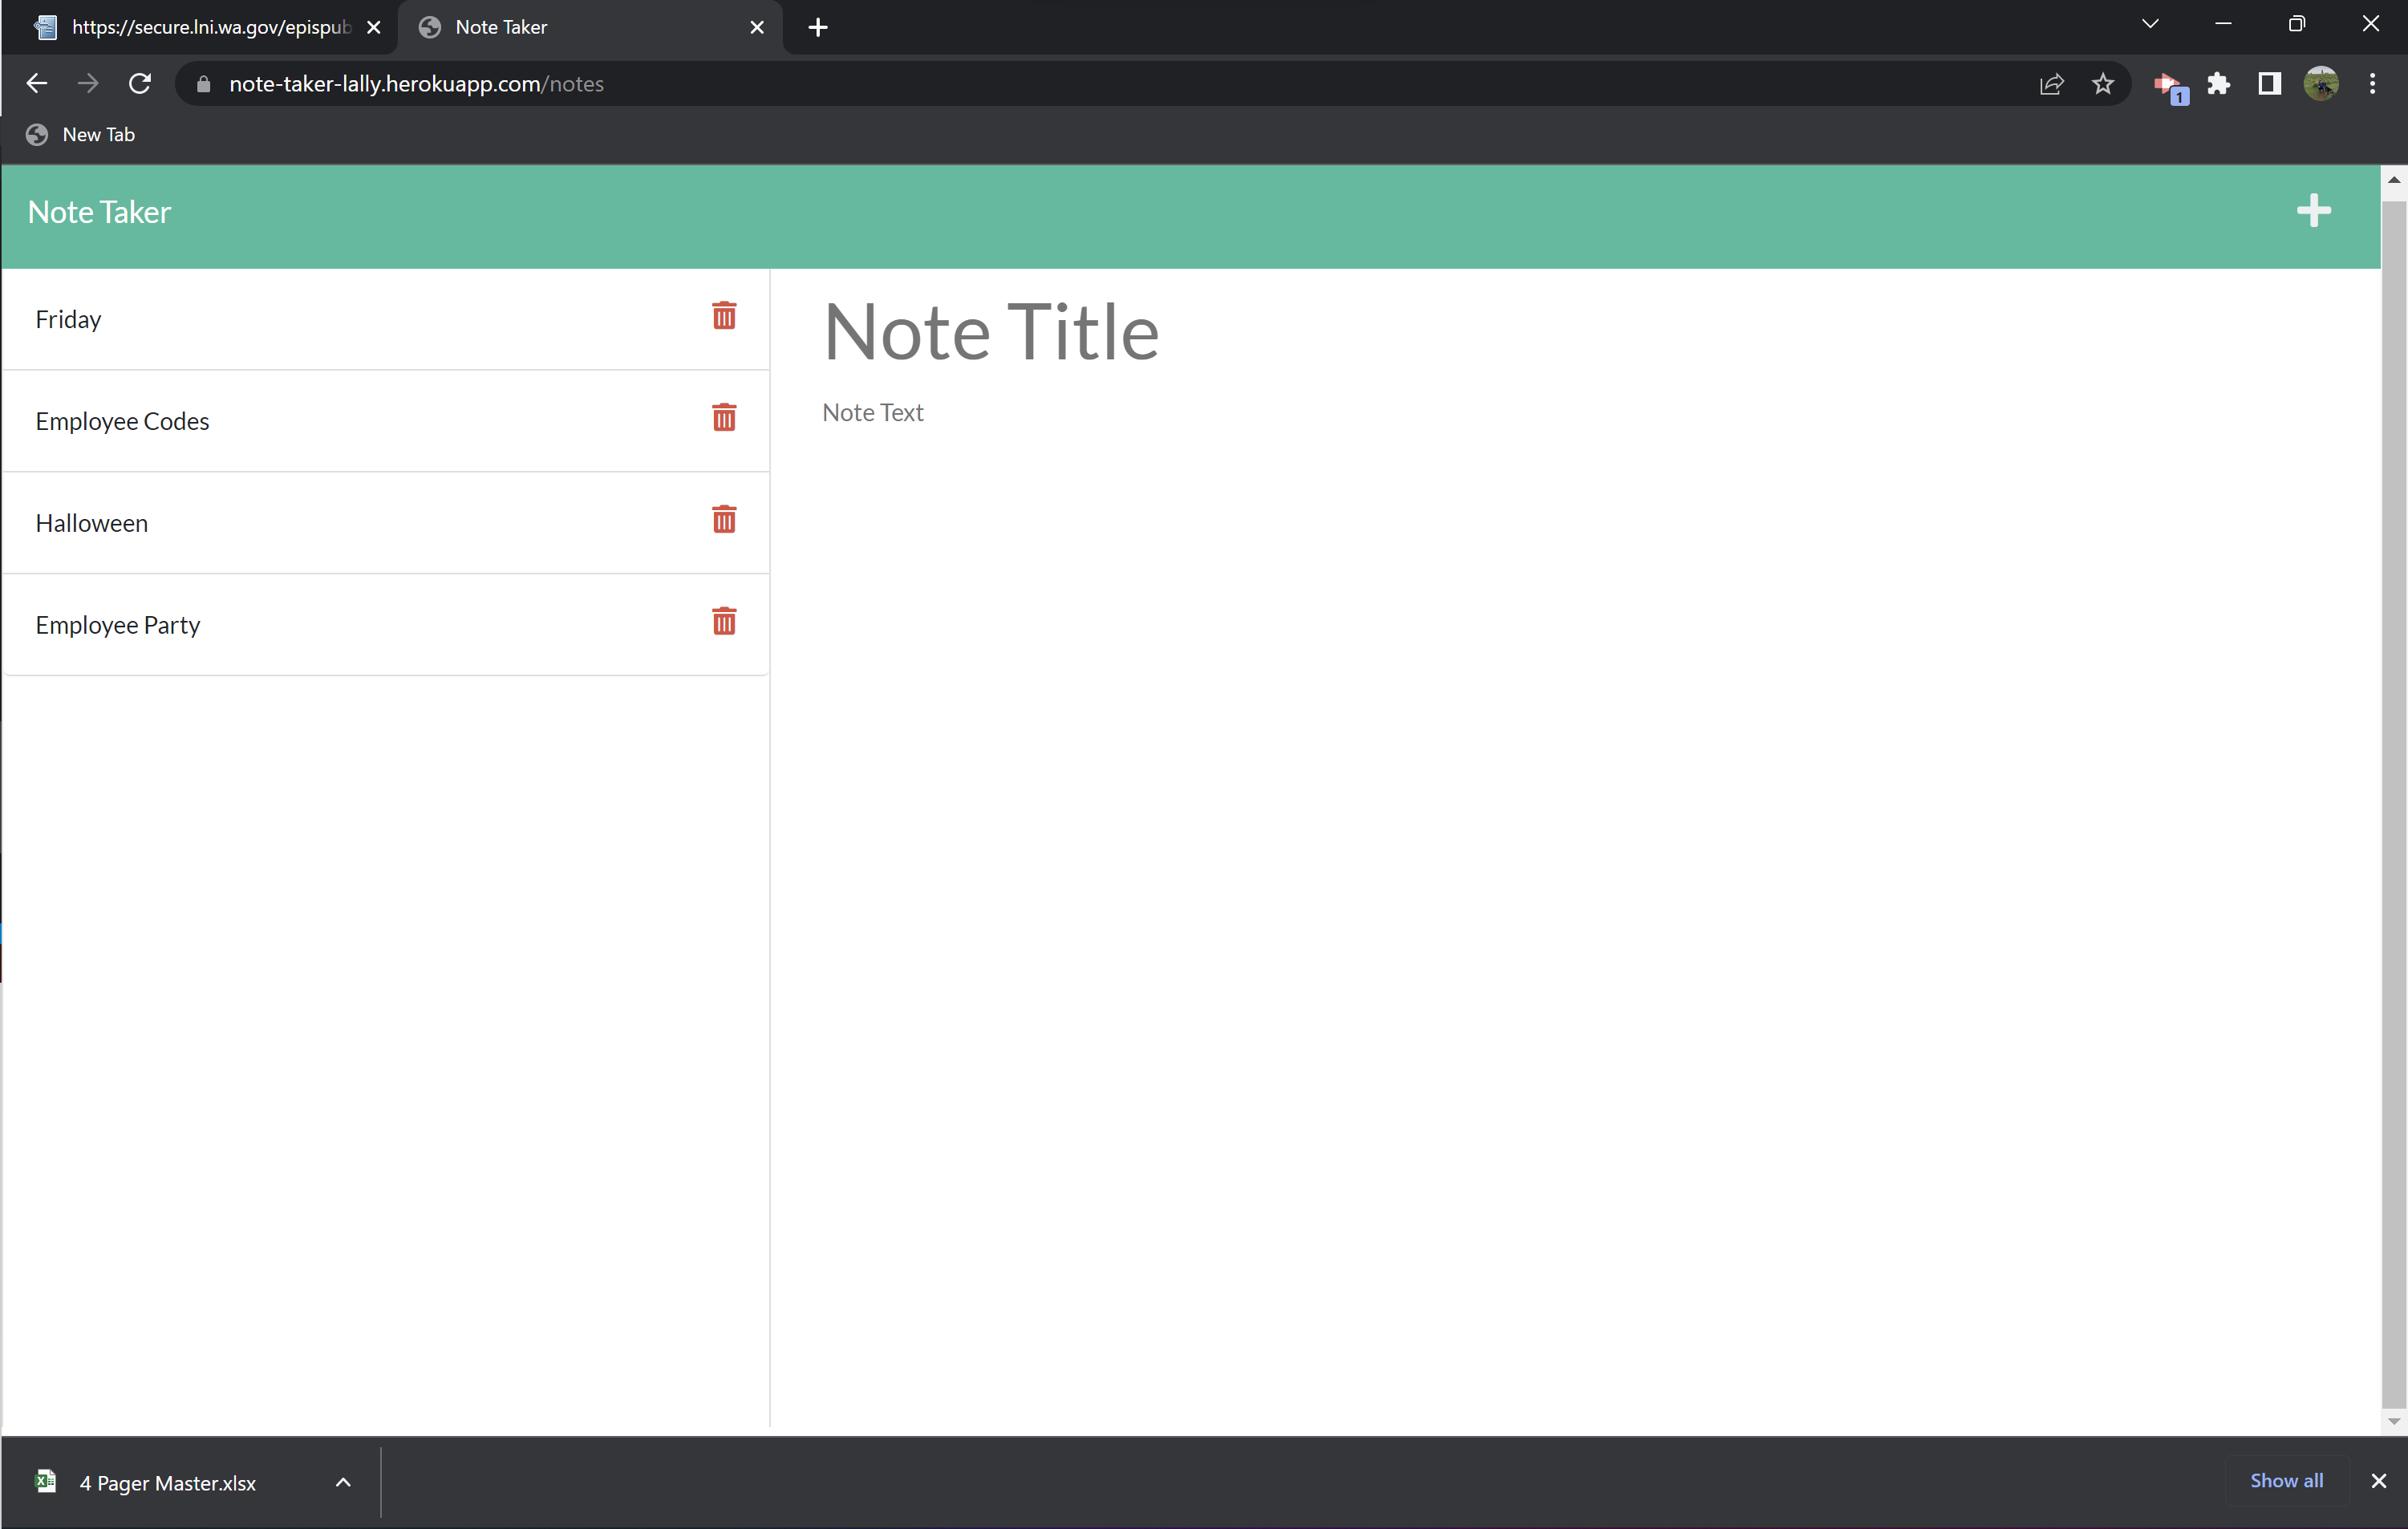 https://secure.lni.wa.gov/epispub
Note Taker
note-taker-lally.herokuapp.com/notes
1
New Tab
Note Taker
Friday
Employee Codes
Halloween
Employee Party
Note Title
Note Text
4 Pager Master.xlsx
Show all